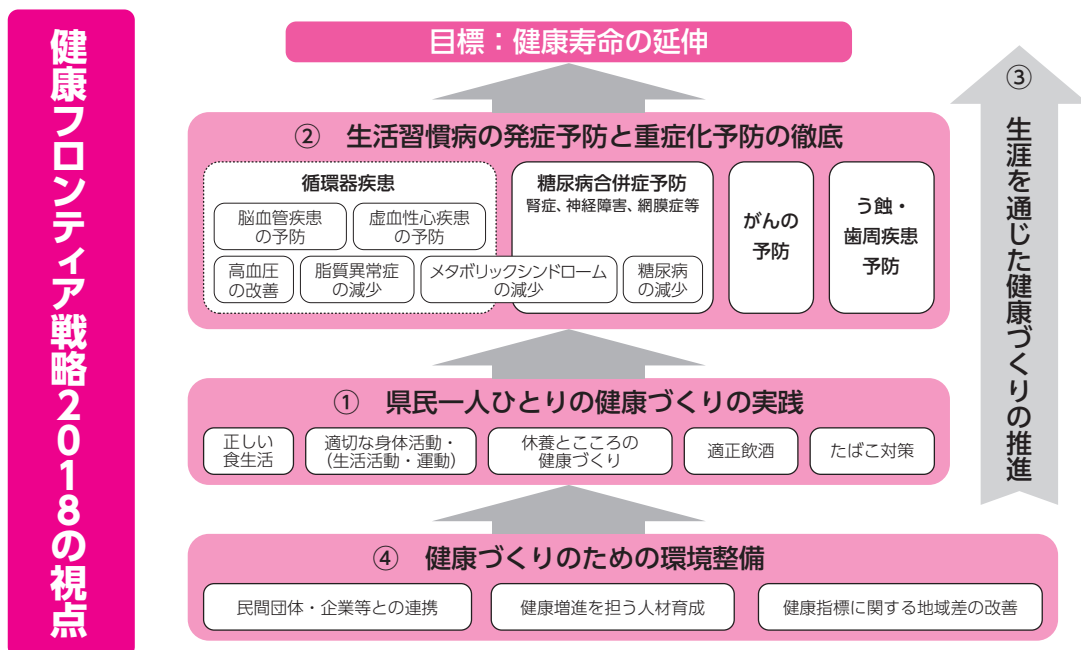 健康フロンティア戦略2018の視点
目標：健康寿命の延伸
② 生活習慣病の発症予防と重症化予防の徹底
循環器疾患
脳血管疾患
の予防
虚血性心疾患
の予防
高血圧
の改善
脂質異常症
の減少
メタボリックシンドローム
の減少
糖尿病合併症予防
腎症、神経障害、網膜症等
糖尿病
の減少
がんの
予防
う蝕・
歯周疾患
予防
① 県民一人ひとりの健康づくりの実践
正しい
食生活
適切な身体活動・
(生活活動・運動)
休養とこころの
健康づくり
適正飲酒
たばこ対策
④ 健康づくりのための環境整備
民間団体・企業等との連携
健康増進を担う人材育成
健康指標に関する地域差の改善
③ 生涯を通じた健康づくりの推進